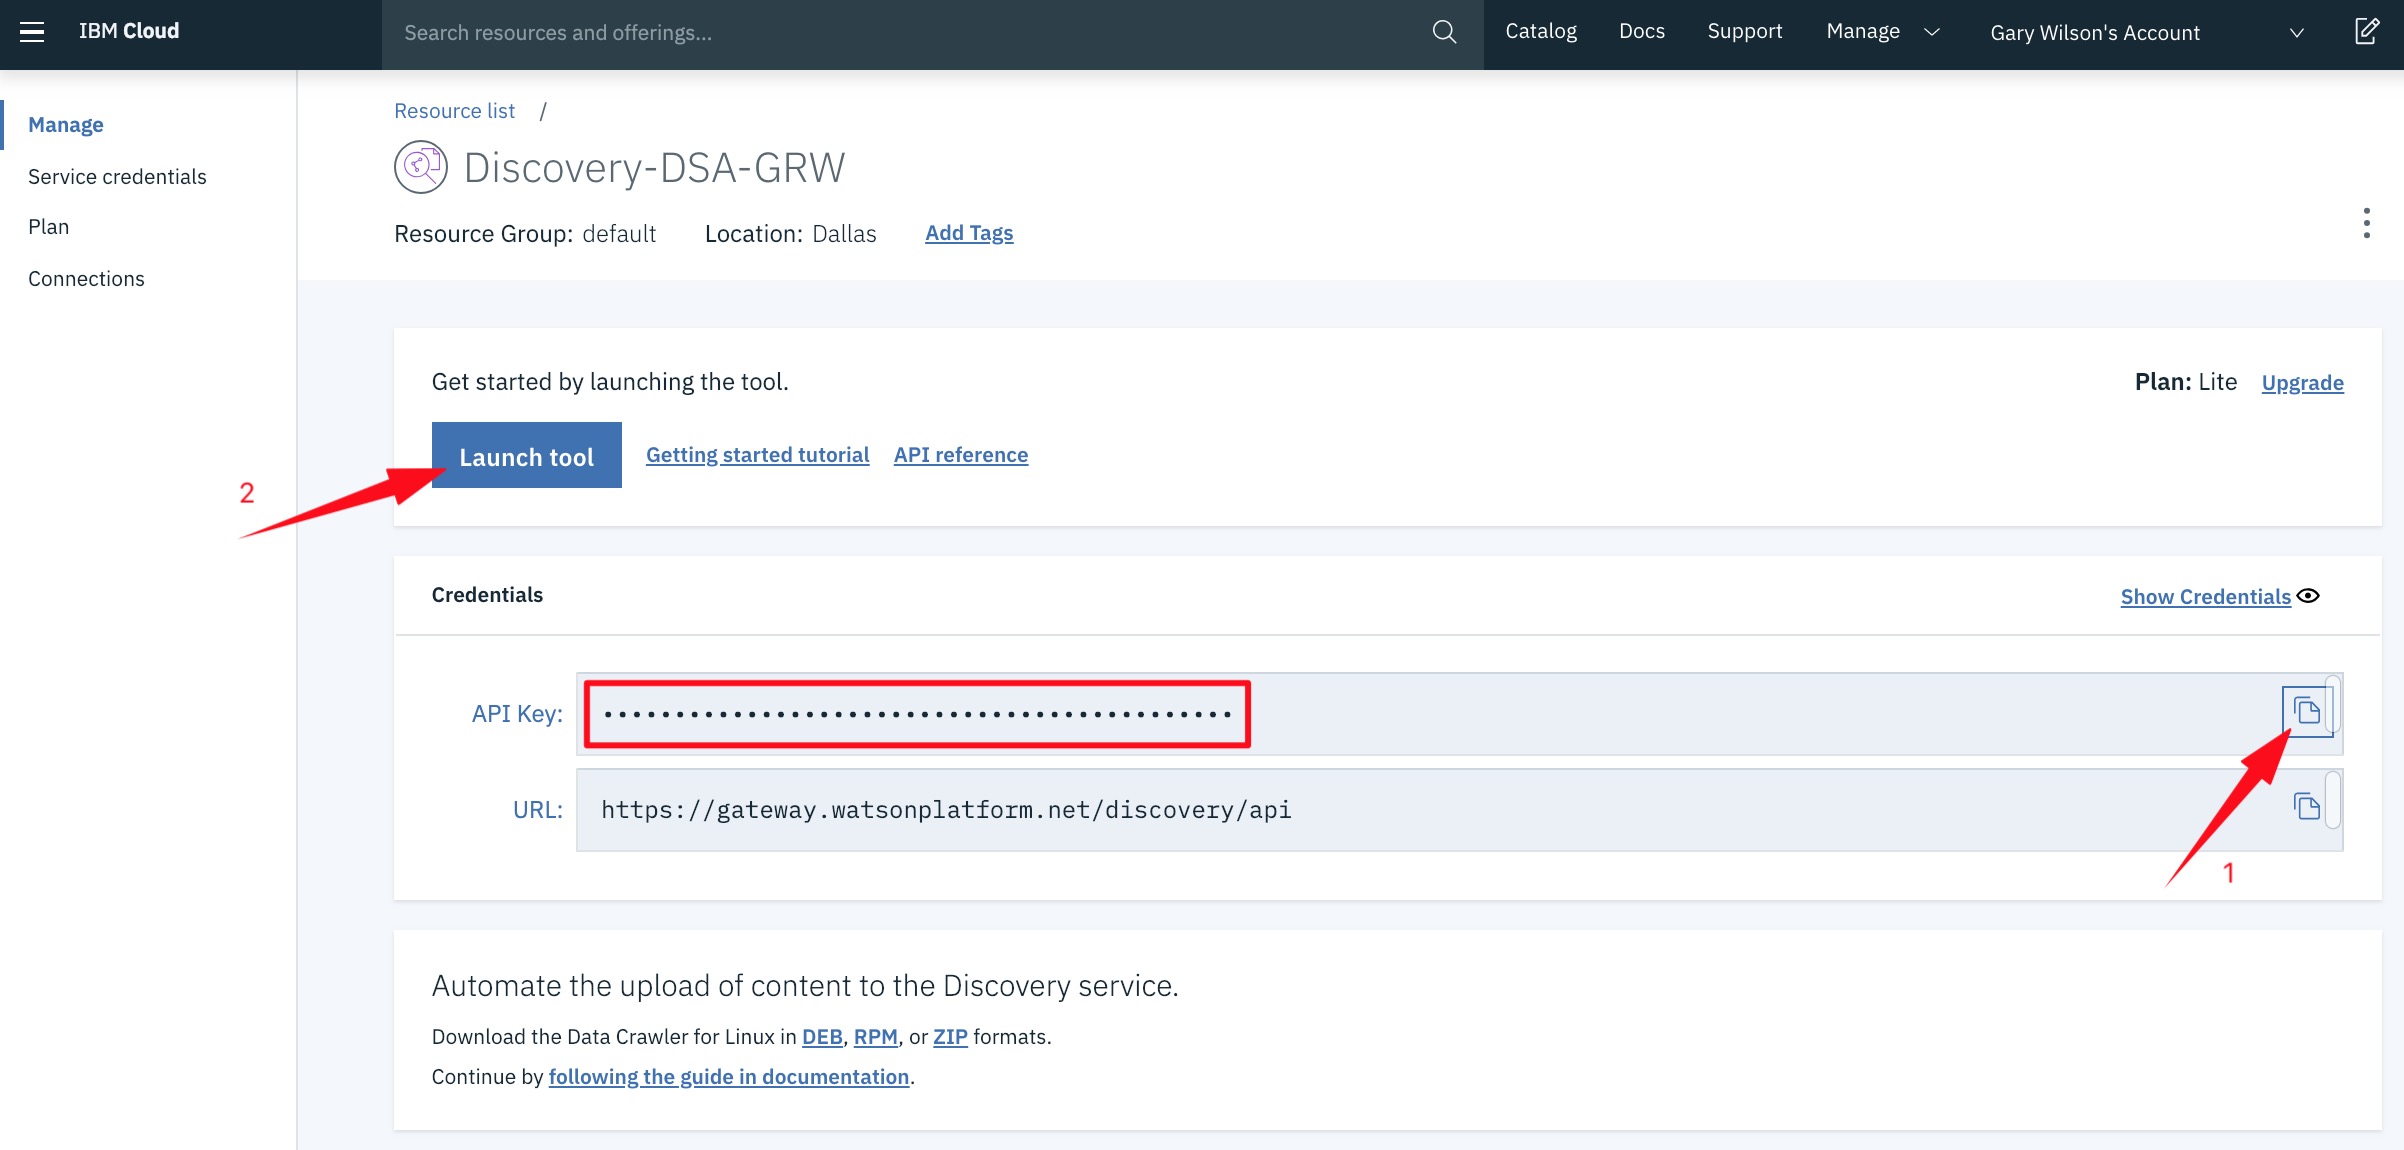 IBM Cloud Search resources and offerings... Catalog Docs Support Manage Gary Wilson's Account
Manage
Service credentials
Plan
Connections
Resource list /
Discovery-DSA-GRW
Resource Group: default Location: Dallas Add Tags
Get started by launching the tool. Plan: Lite Upgrade
Launch tool Getting started tutorial API reference
2
Credentials Show Credentials
API Key: ••••••••••••••••••••••••••••••••••••••••••••
URL: https://gateway.watsonplatform.net/discovery/api
1
Automate the upload of content to the Discovery service.
Download the Data Crawler for Linux in DEB, RPM, or ZIP formats.
Continue by following the guide in documentation.